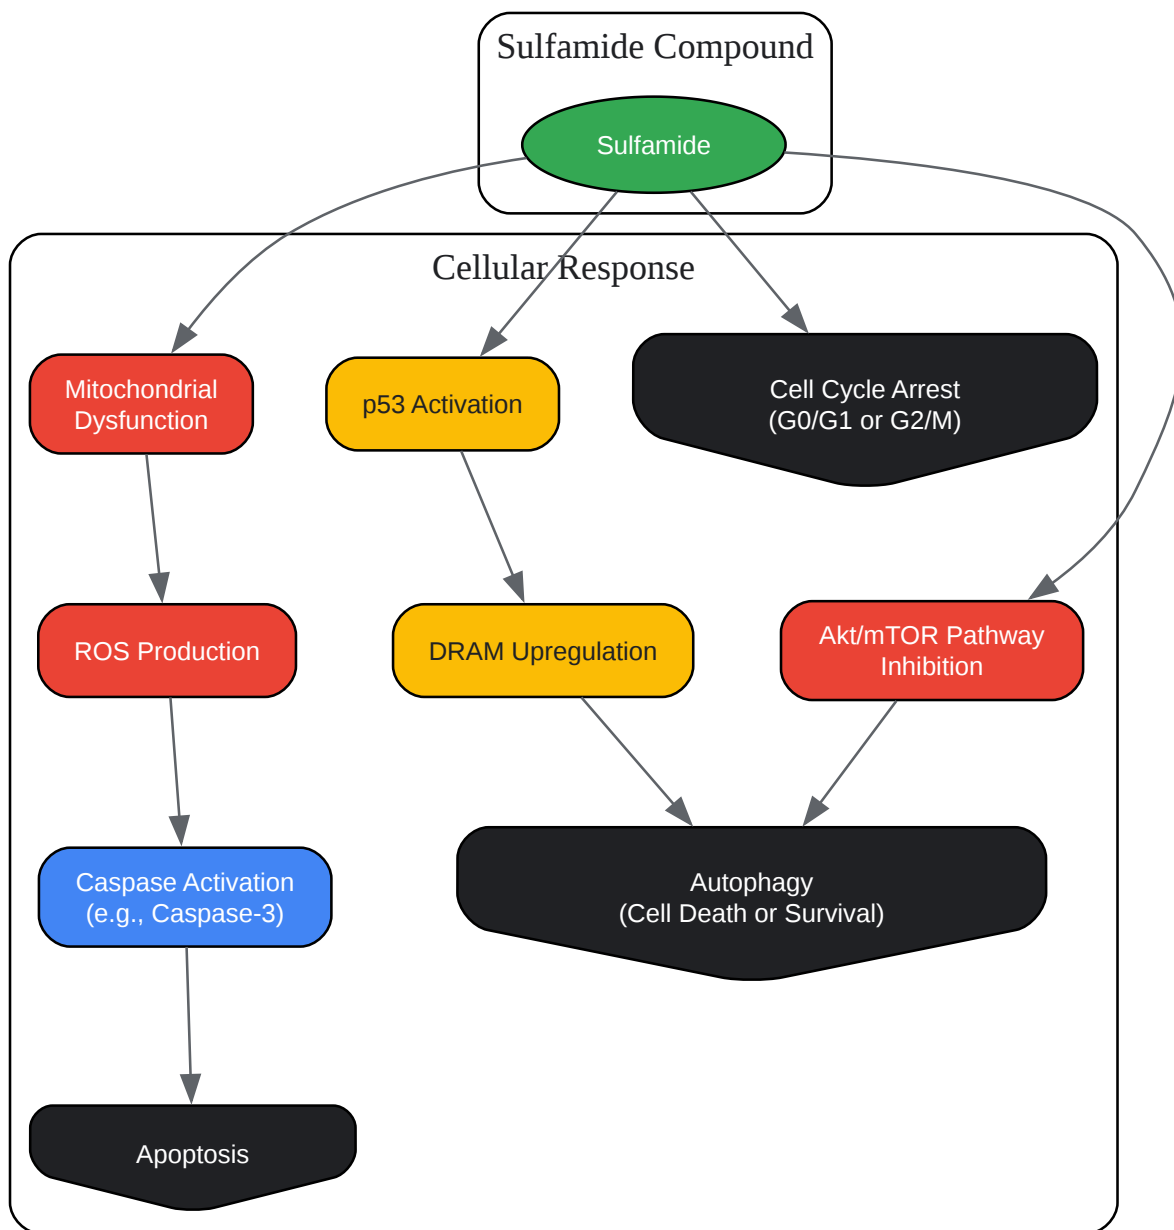 Sulfamide Compound
Sulfamide
Cellular Response
Mitochondrial
Dysfunction
p53 Activation
Cell Cycle Arrest
(G0/G1 or G2/M)
ROS Production
DRAM Upregulation
Akt/mTOR Pathway
Inhibition
Caspase Activation
(e.g., Caspase-3)
Autophagy
(Cell Death or Survival)
Apoptosis